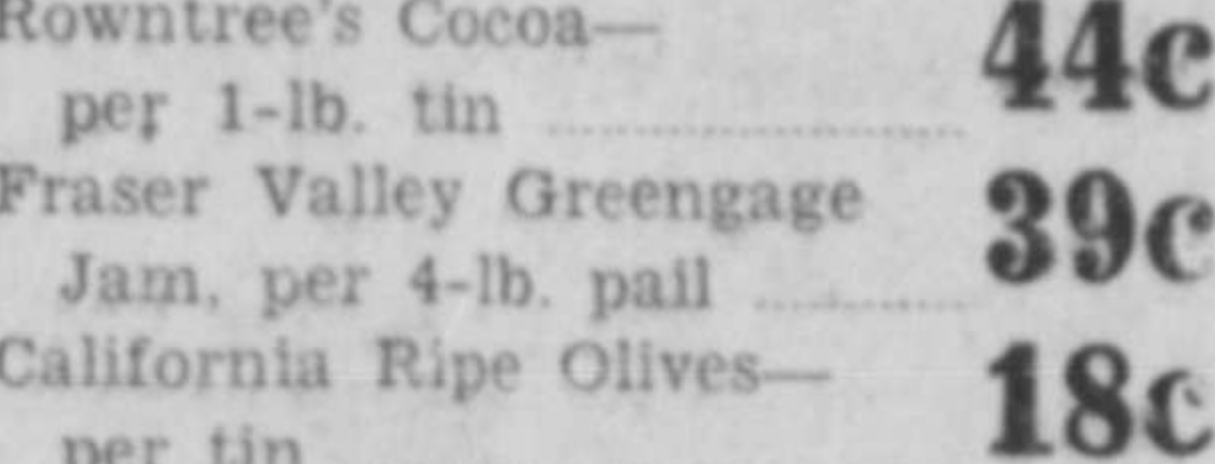 Rowntree's Cocoa—
per 1-lb. tin .......... 44c
Fraser Valley Greengage
Jam, per 4-lb. pail .......... 39c
California Ripe Olives—
per tin 18c